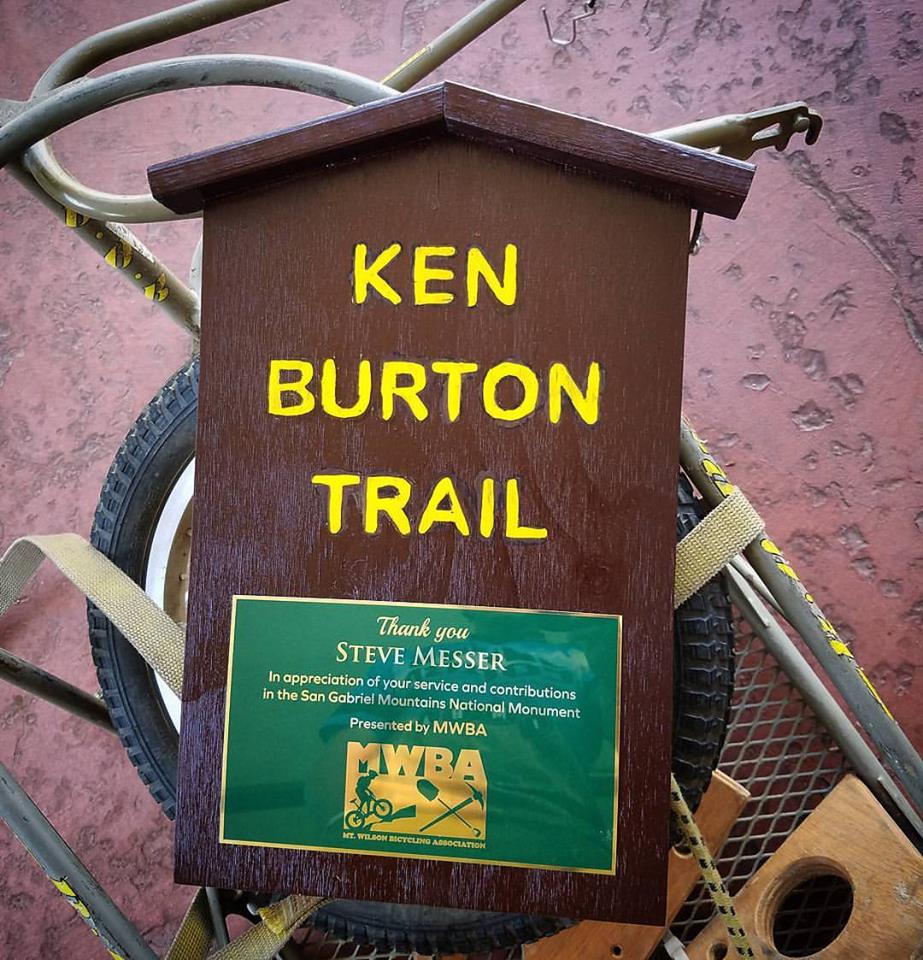 KEN
BURTON
TRAIL
Thank you
STEVE MESSER
In appreciation of your service and contributions
in the San Gabriel Mountains National Monument
Presented by MWBA
MWBA
MT. WILSON BICYCLING ASSOCIATION